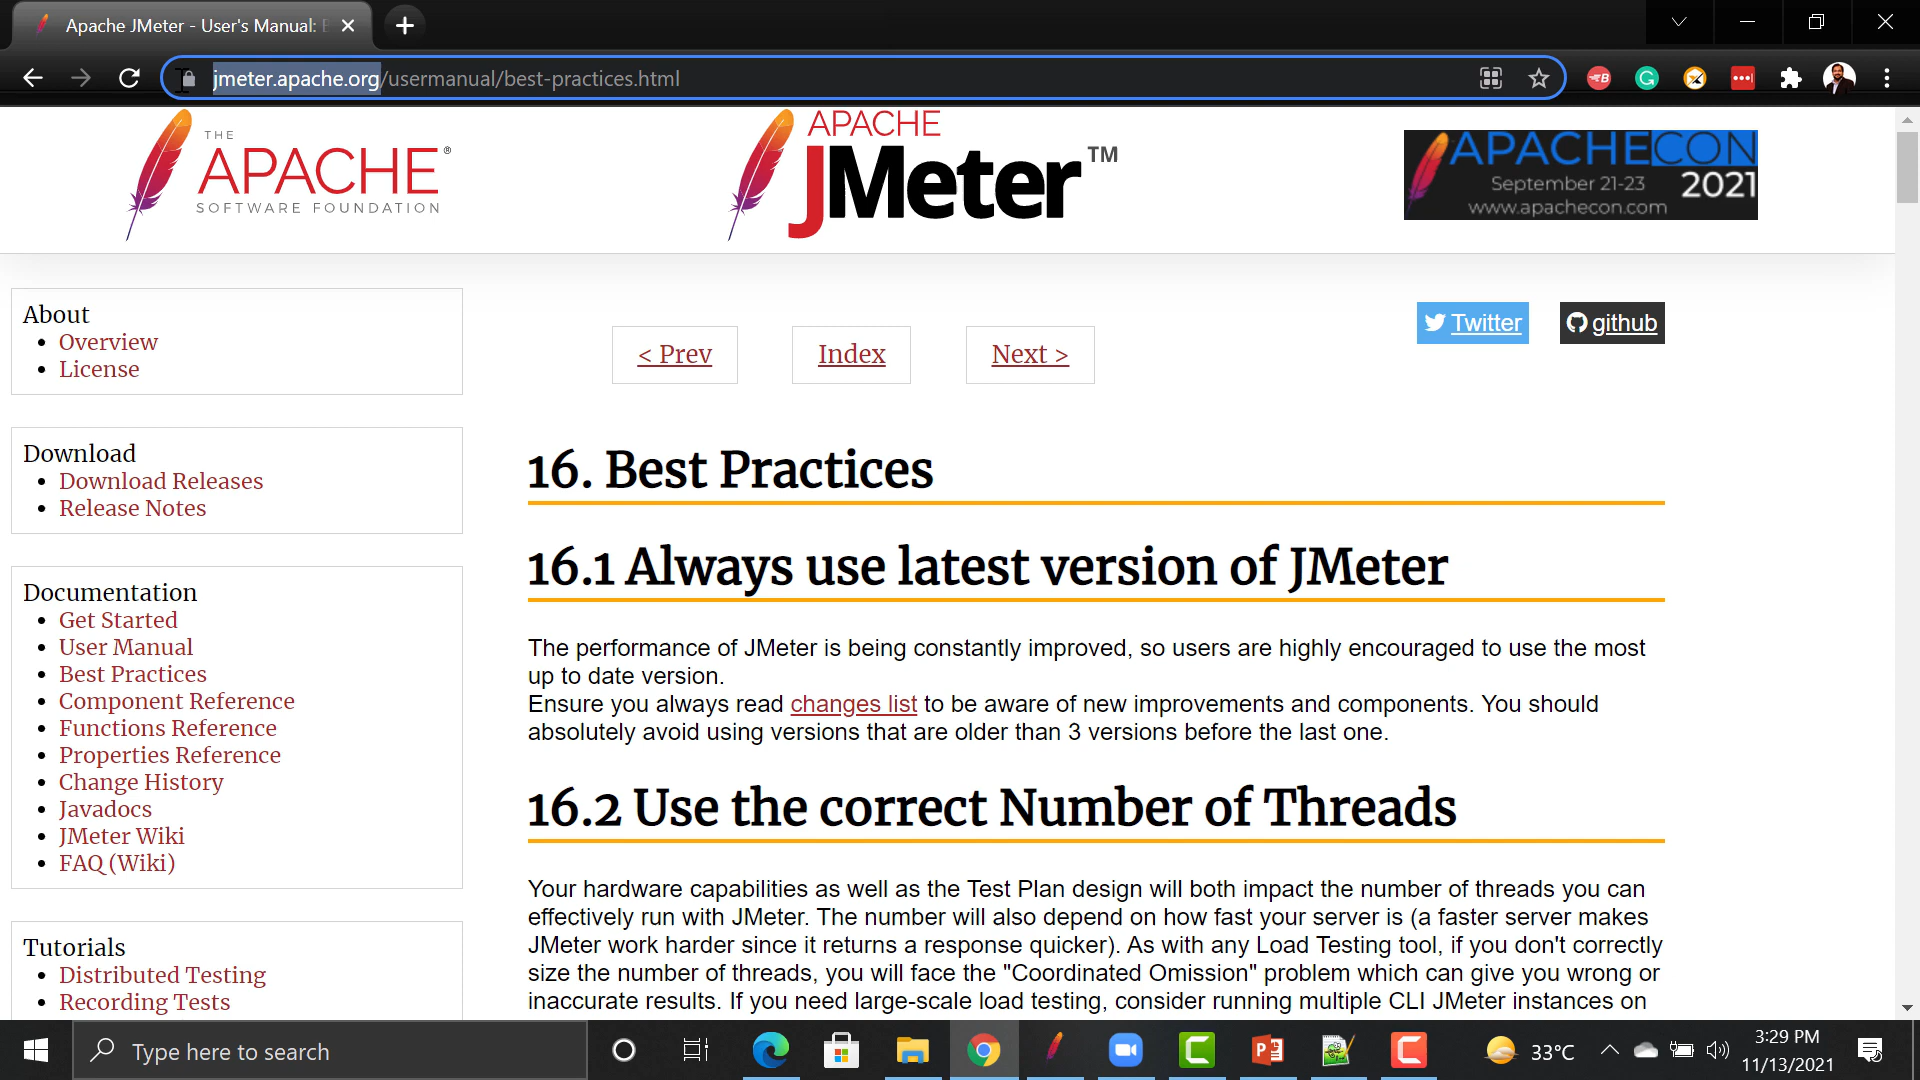 Apache JMeter - User's Manual: B
jmeter.apache.org/usermanual/best-practices.html
THE
APACHE®
SOFTWARE FOUNDATION
APACHE
JMeter™
APACHECON
September 21-23 2021
www.apachecon.com
About
Overview
License
Download
Download Releases
Release Notes
Documentation
Get Started
User Manual
Best Practices
Component Reference
Functions Reference
Properties Reference
Change History
Javadocs
JMeter Wiki
FAQ (Wiki)
Tutorials
Distributed Testing
Recording Tests
< Prev
Index
Next >
Twitter
github
16. Best Practices
16.1 Always use latest version of JMeter
The performance of JMeter is being constantly improved, so users are highly encouraged to use the most
up to date version.
Ensure you always read changes list to be aware of new improvements and components. You should
absolutely avoid using versions that are older than 3 versions before the last one.
16.2 Use the correct Number of Threads
Your hardware capabilities as well as the Test Plan design will both impact the number of threads you can
effectively run with JMeter. The number will also depend on how fast your server is (a faster server makes
JMeter work harder since it returns a response quicker). As with any Load Testing tool, if you don't correctly
size the number of threads, you will face the "Coordinated Omission" problem which can give you wrong or
inaccurate results. If you need large-scale load testing, consider running multiple CLI JMeter instances on
Type here to search
33°C
3:29 PM
11/13/2021